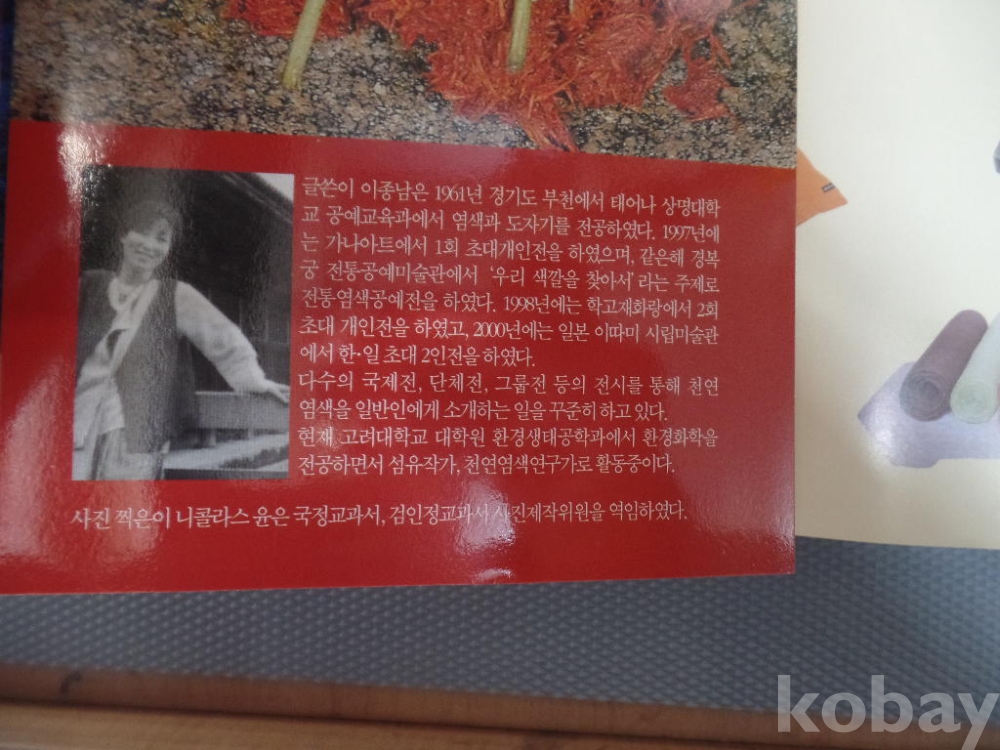 글쓴이 이종남은 1961년 경기도 부천에서 태어나 상명대학
교 공예교육과에서 염색과 도자기를 전공하였다. 1997년에
는 가나아트에서 1회 초대개인전을 하였으며, 같은해 경복
궁 전통공예미술관에서 '우리 색깔을 찾아서' 라는 주제로
전통염색공예전을 하였다. 1998년에는 학고재화랑에서 2회
초대 개인전을 하였고, 2000년에는 일본 이따미 시립미술관
에서 한·일 초대 2인전을 하였다.
다수의 국제전, 단체전, 그룹전 등의 전시를 통해 천연
염색을 일반인에게 소개하는 일을 꾸준히 하고 있다.
현재 고려대학교 대학원 환경생태공학과에서 환경화학을
전공하면서 섬유작가, 천연염색연구가로 활동중이다.
사진 찍은이 니콜라스 윤은 국정교과서, 검인정교과서 사진제작위원을 역임하였다.
kobay